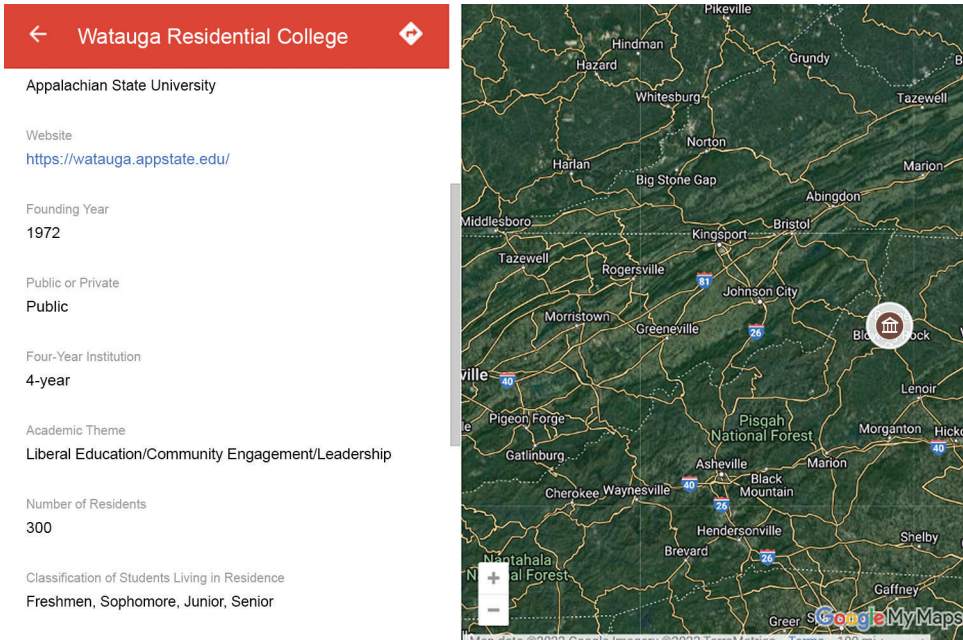 Watauga Residential College
Appalachian State University
Website
https://watauga.appstate.edu/
Founding Year
1972
Public or Private
Public
Four-Year Institution
4-year
Academic Theme
Liberal Education/Community Engagement/Leadership
Number of Residents
300
Classification of Students Living in Residence
Freshmen, Sophomore, Junior, Senior
Pikeville
Hindman
Hazard
Grundy
Whitesburg
Tazewell
Norton
Harlan
Big Stone Gap
Marion
Abingdon
Middlesboro
Bristol
Kingsport
Tazewell
Rogersville
81
Johnson City
Morristown
Greeneville
26
ville
40
Lenoir
Pigeon Forge
Pisgah
National Forest
Morganton
Gatlinburg
40
Asheville
Marion
Black
Mountain
40
Cherokee
Waynesville
26
Hendersonville
Shelby
Brevard
26
Nantahala
Gaffney
+
−
Greer
Google My Maps